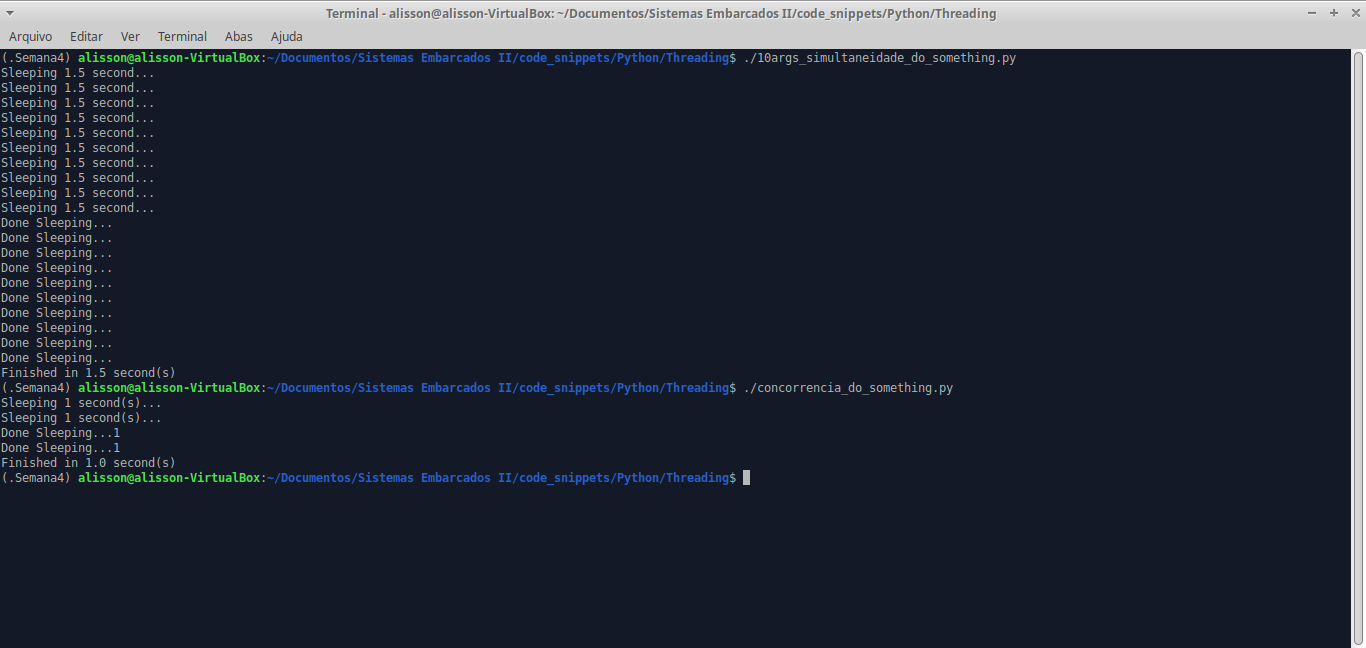 Terminal - alisson@alisson-VirtualBox: ~/Documentos/Sistemas Embarcados II/code_snippets/Python/Threading
Arquivo Editar Ver Terminal Abas Ajuda
(.Semana4) alisson@alisson-VirtualBox:~/Documentos/Sistemas Embarcados II/code_snippets/Python/Threading$ ./10args_simultaneidade_do_something.py
Sleeping 1.5 second...
Sleeping 1.5 second...
Sleeping 1.5 second...
Sleeping 1.5 second...
Sleeping 1.5 second...
Sleeping 1.5 second...
Sleeping 1.5 second...
Sleeping 1.5 second...
Sleeping 1.5 second...
Sleeping 1.5 second...
Done Sleeping...
Done Sleeping...
Done Sleeping...
Done Sleeping...
Done Sleeping...
Done Sleeping...
Done Sleeping...
Done Sleeping...
Done Sleeping...
Done Sleeping...
Finished in 1.5 second(s)
(.Semana4) alisson@alisson-VirtualBox:~/Documentos/Sistemas Embarcados II/code_snippets/Python/Threading$ ./concorrencia_do_something.py
Sleeping 1 second(s)...
Sleeping 1 second(s)...
Done Sleeping...1
Done Sleeping...1
Finished in 1.0 second(s)
(.Semana4) alisson@alisson-VirtualBox:~/Documentos/Sistemas Embarcados II/code_snippets/Python/Threading$